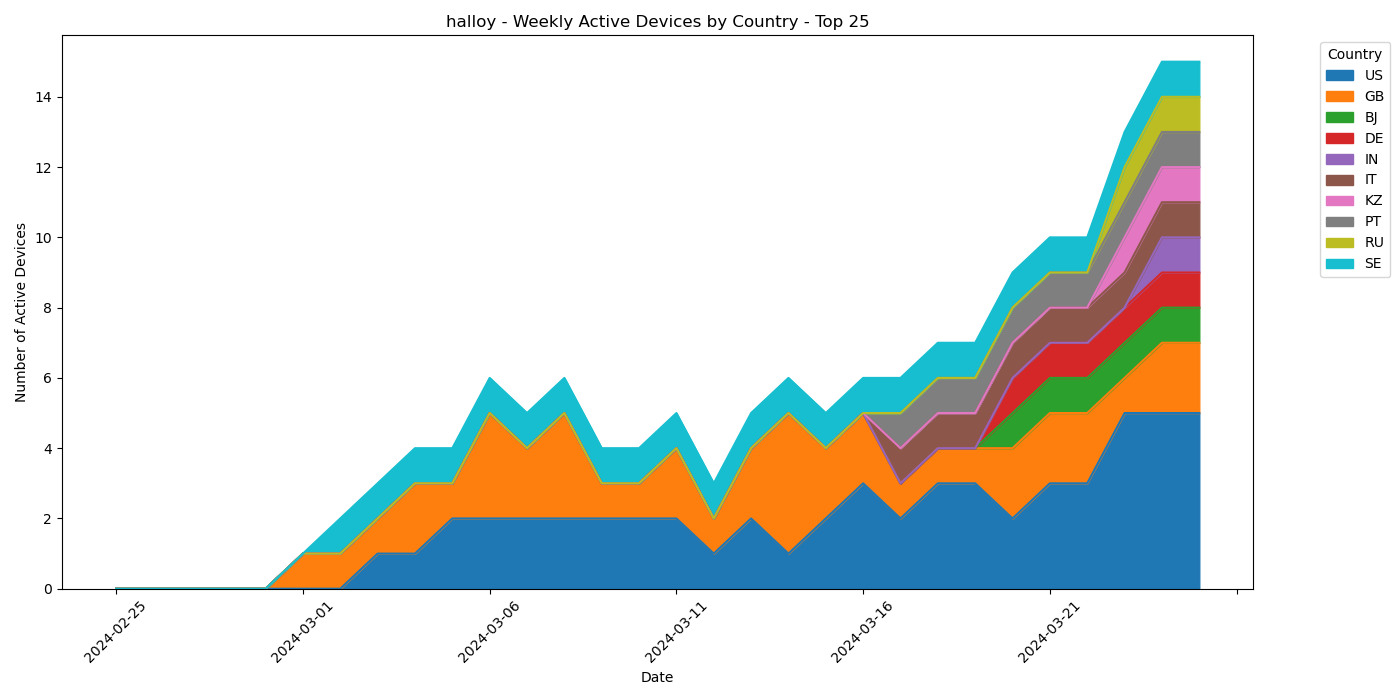 halloy - Weekly Active Devices by Country - Top 25
Country
US
GB
BJ
DE
IN
IT
KZ
PT
RU
SE
Number of Active Devices
14
12
10
8
6
4
2
0
2024-02-25
2024-03-01
2024-03-06
2024-03-11
2024-03-16
2024-03-21
Date